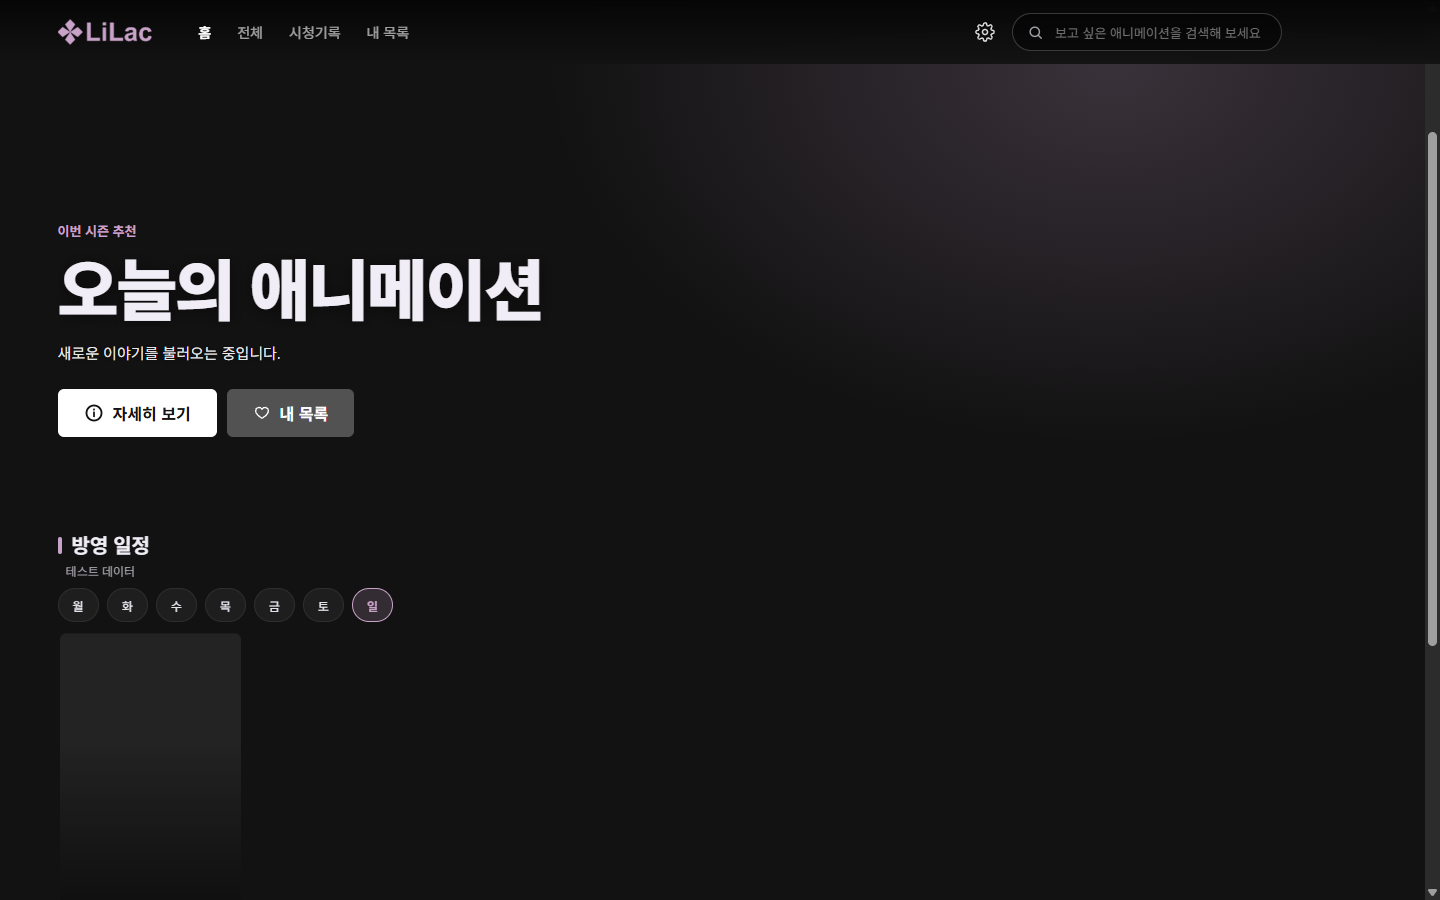 LiLac
홈 전체 시청기록 내 목록
보고 싶은 애니메이션을 검색해 보세요
이번 시즌 추천
오늘의 애니메이션
새로운 이야기를 불러오는 중입니다.
자세히 보기 내 목록
방영 일정
테스트 데이터
월 화 수 목 금 토 일